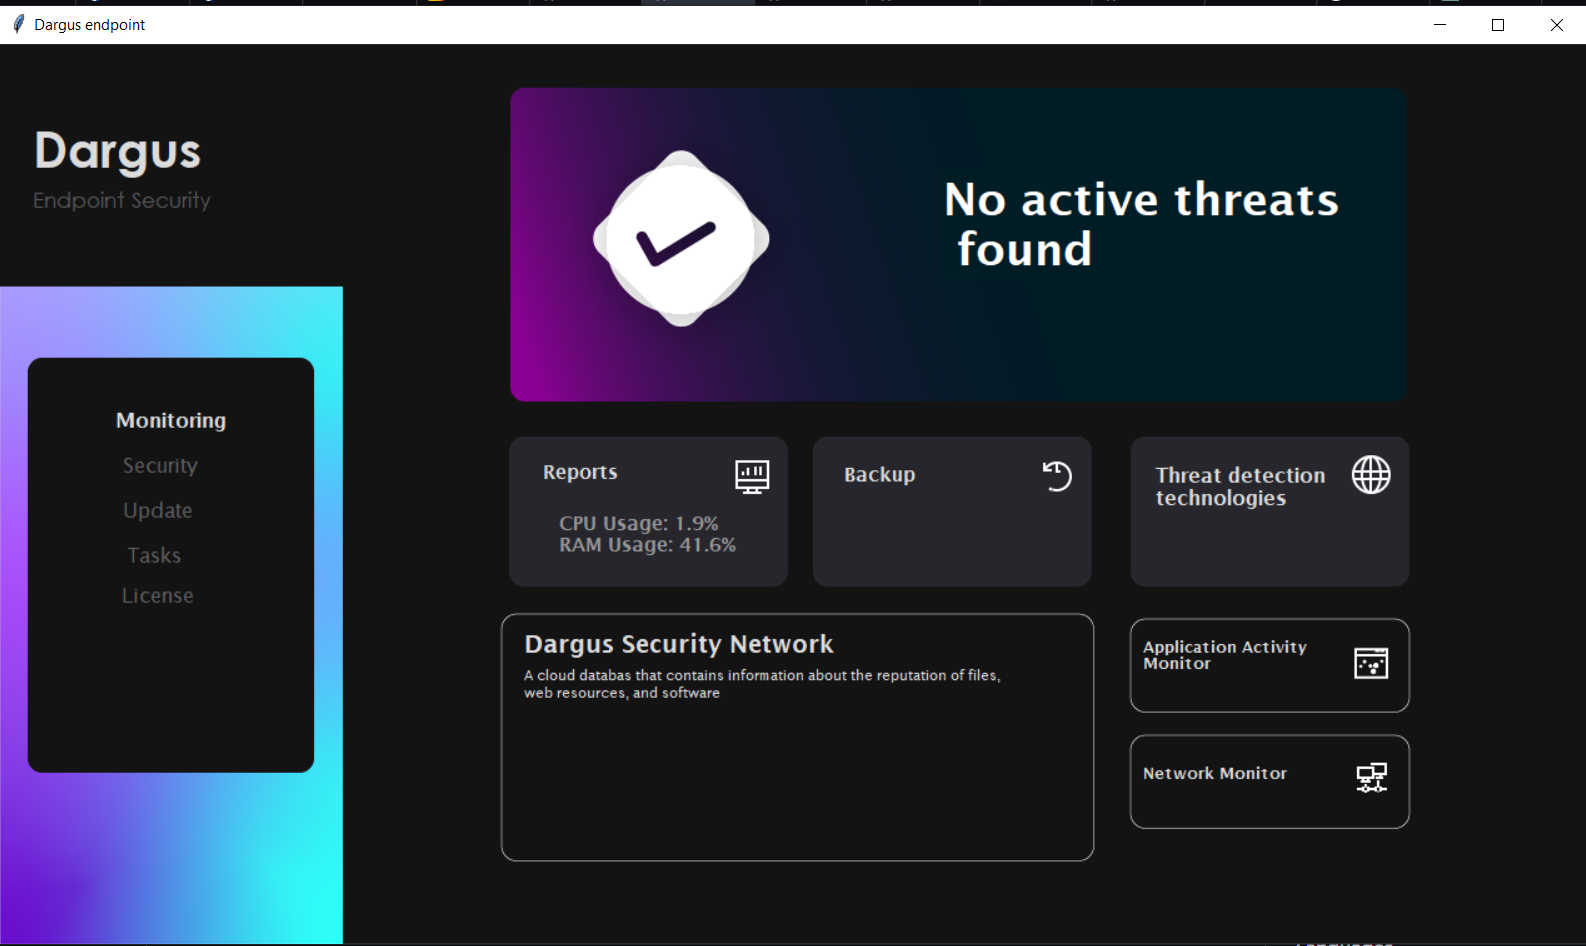 Dargus endpoint
Dargus
Endpoint Security
Monitoring
Security
Update
Tasks
License
No active threats
found
Reports
CPU Usage: 1.9%
RAM Usage: 41.6%
Backup
Threat detection
technologies
Dargus Security Network
A cloud databas that contains information about the reputation of files,
web resources, and software
Application Activity
Monitor
Network Monitor